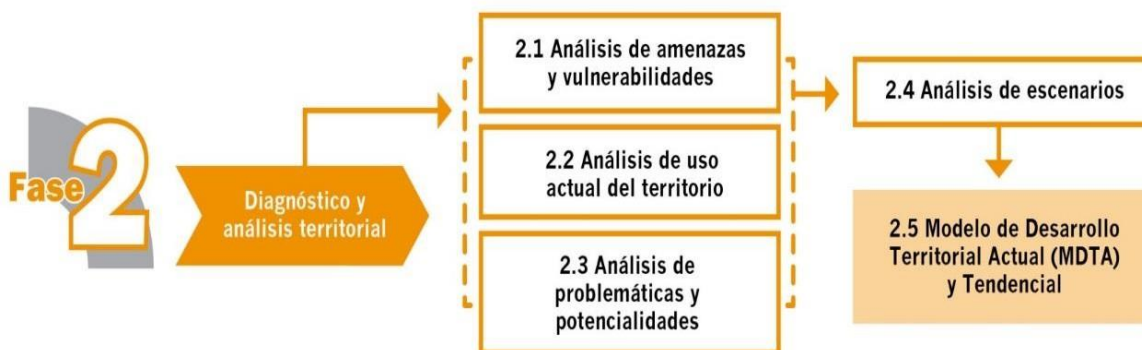 Fase 2
Diagnóstico y
análisis territorial
2.1 Análisis de amenazas
y vulnerabilidades
2.2 Análisis de uso
actual del territorio
2.3 Análisis de
problemáticas y
potencialidades
2.4 Análisis de escenarios
2.5 Modelo de Desarrollo
Territorial Actual (MDTA)
y Tendencial